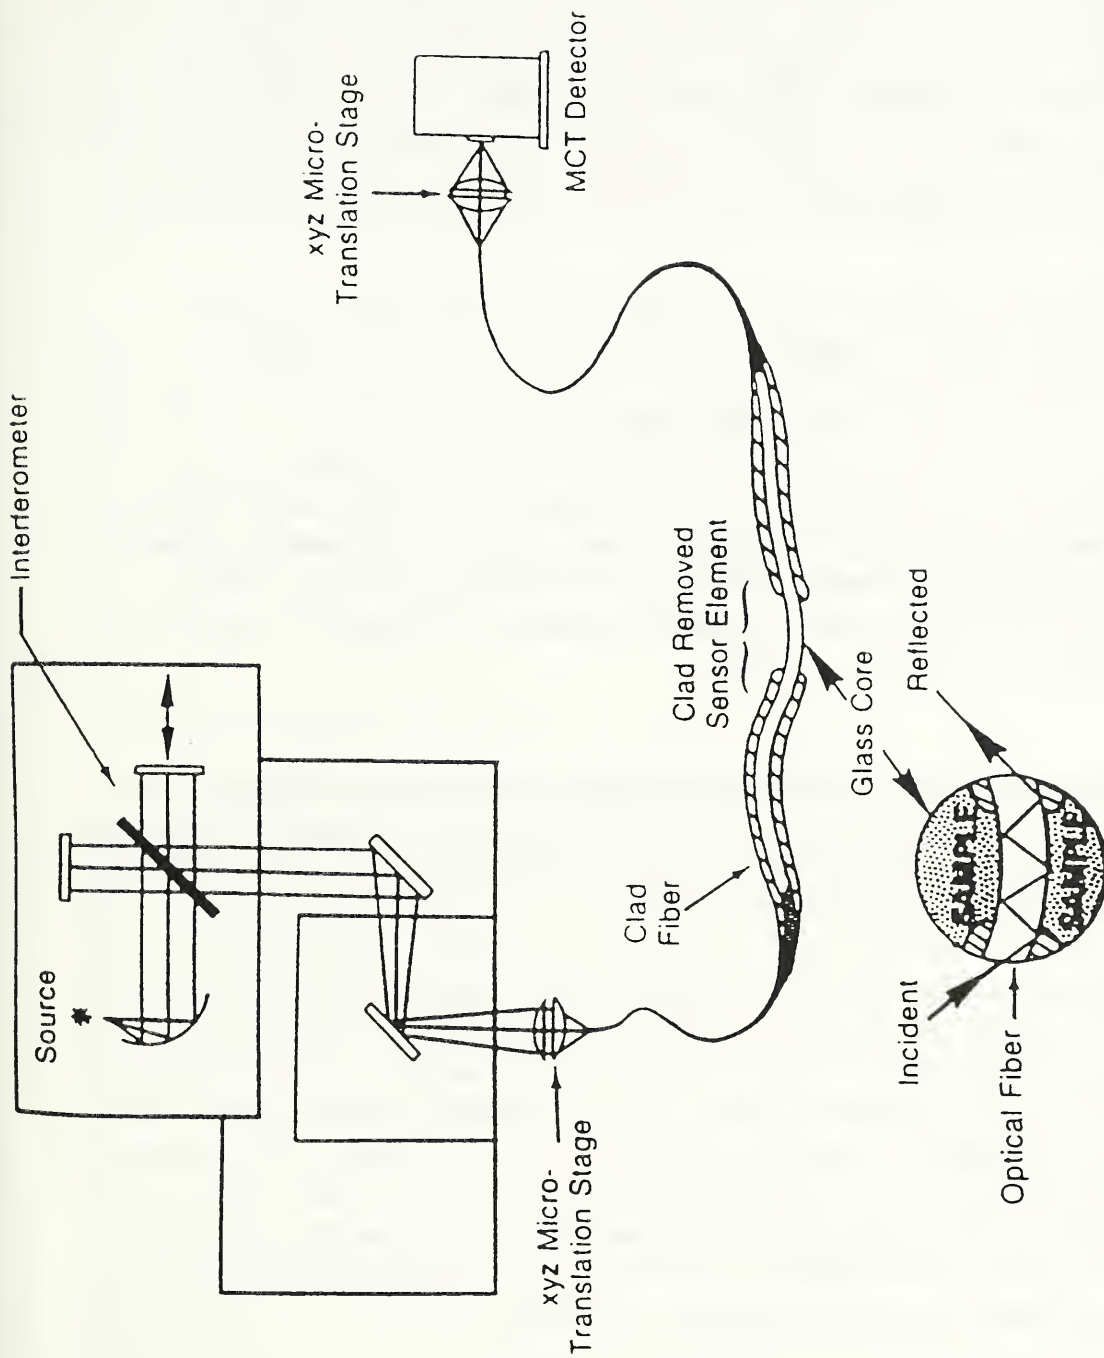 Interferometer
Source
xyz Micro-
Translation Stage
MCT Detector
xyz Micro-
Translation Stage
Clad
Fiber
Clad Removed
Sensor Element
Glass Core
Incident
Reflected
Optical Fiber
SAMPLE
SAMPLE